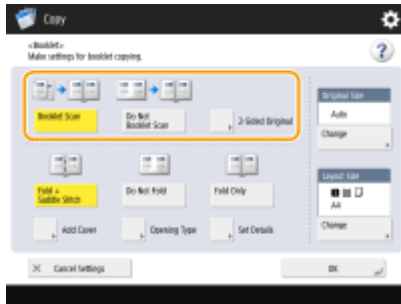 Copy
<Booklet>
Make settings for booklet copying.
?
Booklet Scan
Do Not
Booklet Scan
2-Sided Original
Original Size
Auto
Change
Fold +
Saddle Stitch
Do Not Fold
Fold Only
Layout Size
A4
Change
Add Cover
Opening Type
Set Details
Cancel Settings
OK